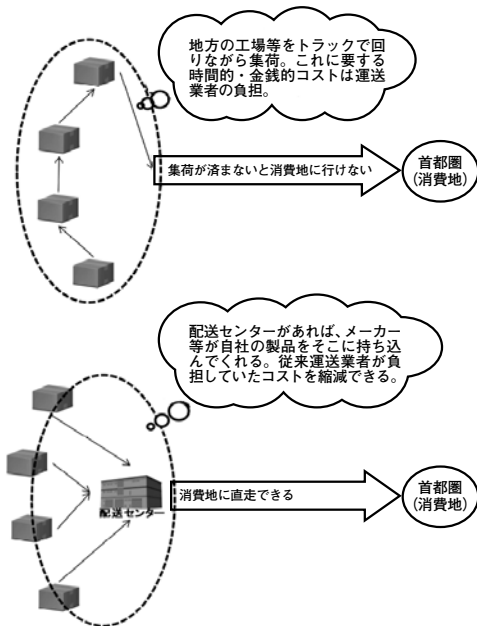 地方の工場等をトラックで回
りながら集荷。これに要する
時間的・金銭的コストは運送
業者の負担。
集荷が済まないと消費地に行けない
首都圏
(消費地)
配送センターがあれば、メーカー
等が自社の製品をそこに持ち込
んでくれる。従来運送業者が負
担していたコストを縮減できる。
配送センター
消費地に直走できる
首都圏
(消費地)